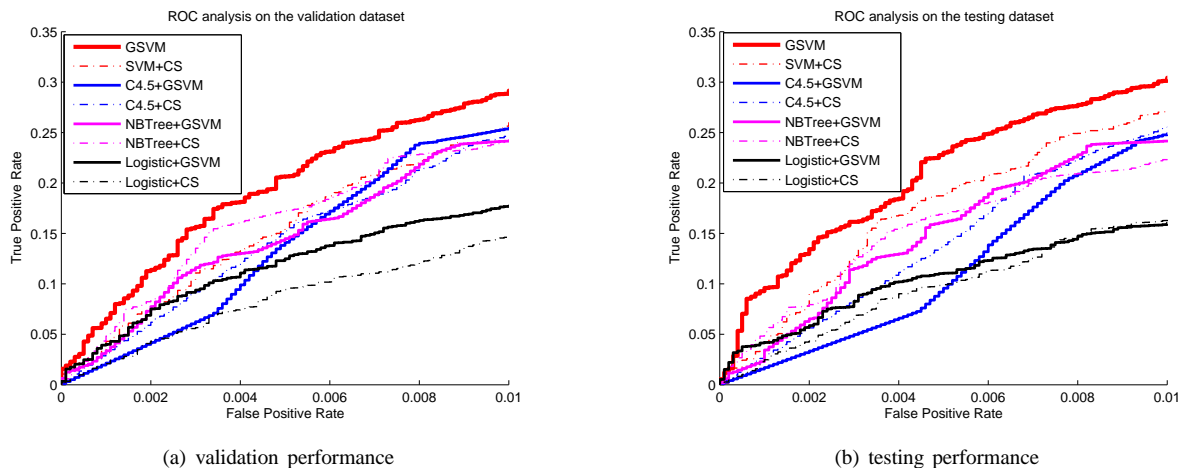 ROC analysis on the validation dataset
0.35
0.3
0.25
0.2
0.15
0.1
0.05
0
True Positive Rate
GSVM
SVM+CS
C4.5+GSVM
C4.5+CS
NBTree+GSVM
NBTree+CS
Logistic+GSVM
Logistic+CS
0 0.002 0.004 0.006 0.008 0.01
False Positive Rate
(a) validation performance
ROC analysis on the testing dataset
0.35
0.3
0.25
0.2
0.15
0.1
0.05
0
True Positive Rate
GSVM
SVM+CS
C4.5+GSVM
C4.5+CS
NBTree+GSVM
NBTree+CS
Logistic+GSVM
Logistic+CS
0 0.002 0.004 0.006 0.008 0.01
False Positive Rate
(b) testing performance